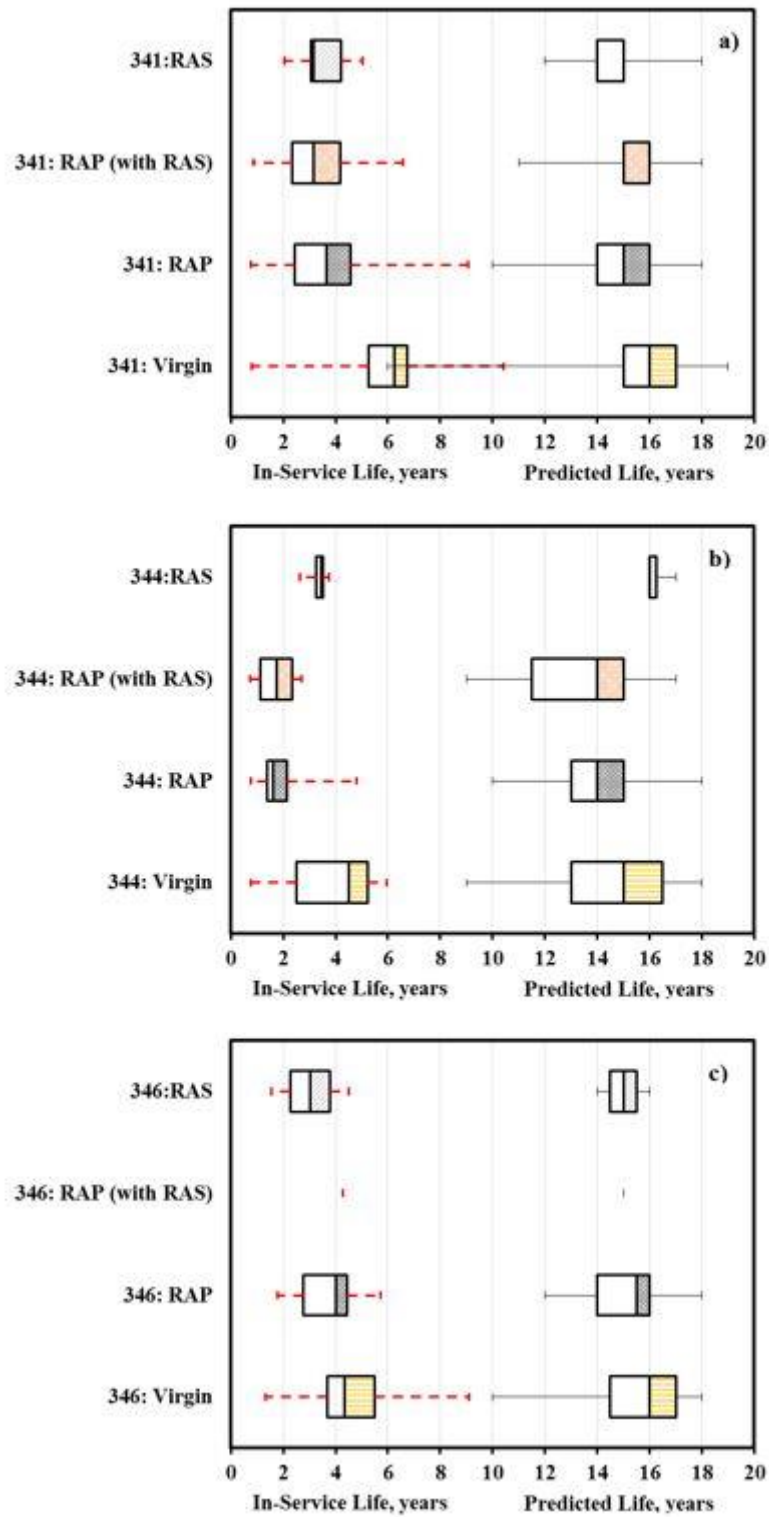 a)
341:RAS
341: RAP (with RAS)
341: RAP
341: Virgin
0 2 4 6 8 10 12 14 16 18 20
In-Service Life, years Predicted Life, years
b)
344:RAS
344: RAP (with RAS)
344: RAP
344: Virgin
0 2 4 6 8 10 12 14 16 18 20
In-Service Life, years Predicted Life, years
c)
346:RAS
346: RAP (with RAS)
346: RAP
346: Virgin
0 2 4 6 8 10 12 14 16 18 20
In-Service Life, years Predicted Life, years